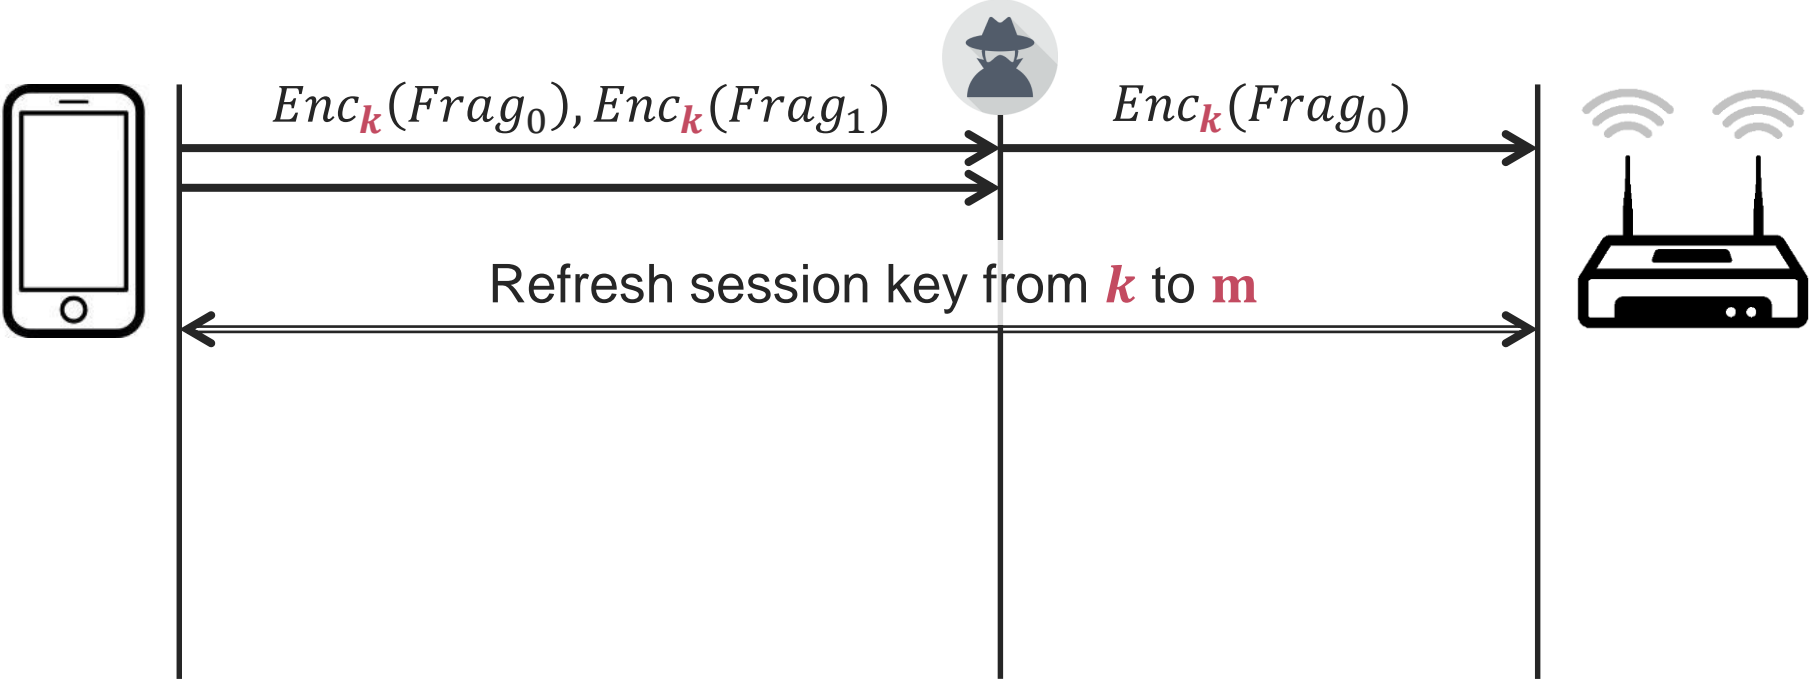 Enc_k(Frag_0), Enc_k(Frag_1)
Enc_k(Frag_0)
Refresh session key from k to m